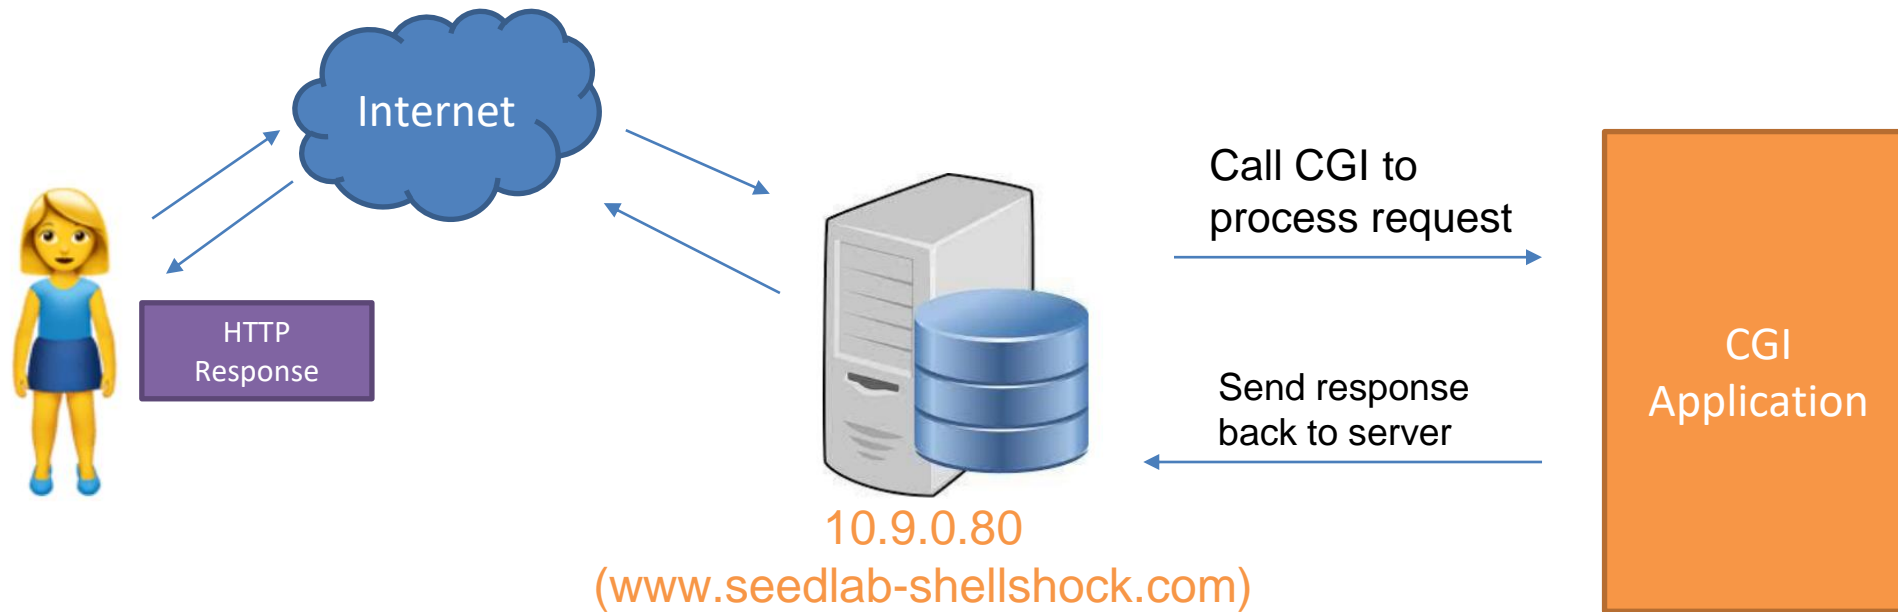 Internet
Call CGI to
process request
HTTP
Response
CGI
Application
Send response
back to server
10.9.0.80
(www.seedlab-shellshock.com)